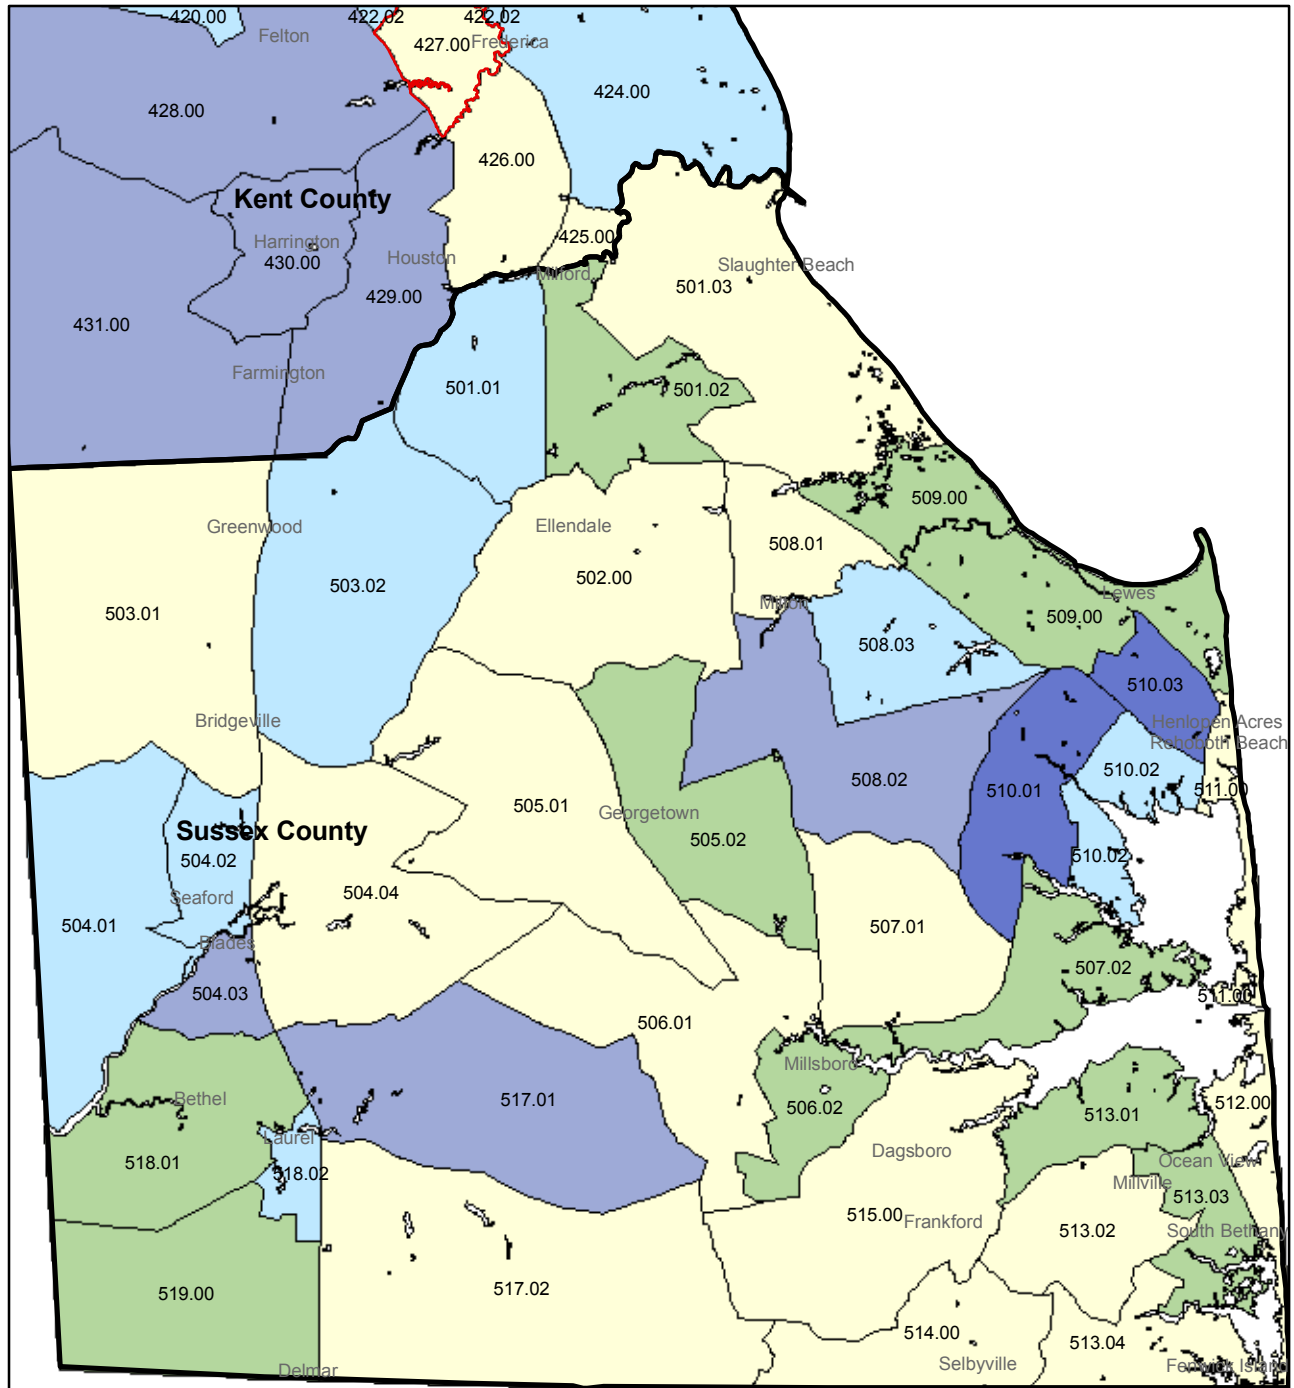 420.00
422.02
422.02
Felton
427.00
Frederica
424.00
428.00
426.00
Kent County
425.00
Harrington
430.00
Houston
Milford
Slaughter Beach
501.03
429.00
431.00
Farmington
501.01
501.02
509.00
Greenwood
Ellendale
508.01
502.00
503.02
503.01
Milton
Lewes
509.00
508.03
510.03
Bridgeville
Henlopen Acres
Rehoboth Beach
510.02
508.02
510.01
511.00
505.01
Georgetown
505.02
Sussex County
504.02
510.02
504.04
Seaford
504.01
507.01
Blades
507.02
504.03
511.00
506.01
Millsboro
Bethel
517.01
506.02
513.01
512.00
Laurel
Dagsboro
518.01
518.02
Ocean View
Millville
513.03
515.00
Frankford
513.02
South Bethany
519.00
517.02
514.00
513.04
Delmar
Selbyville
Fenwick Island